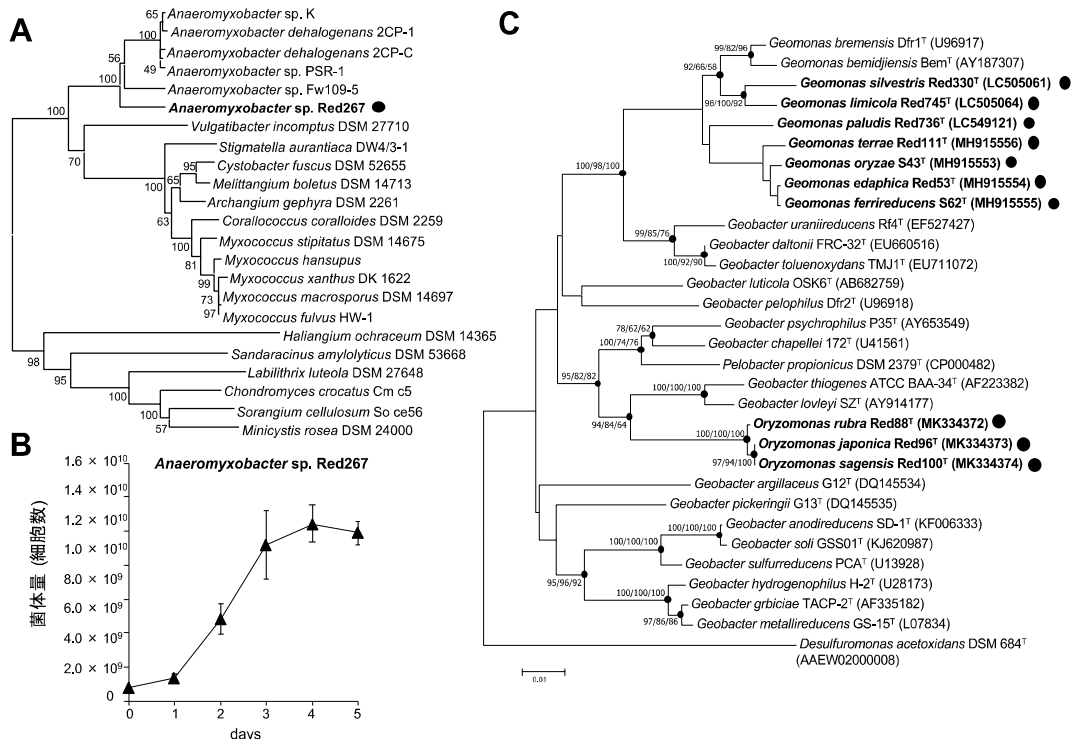 A
Anaeromyxobacter sp. K
Anaeromyxobacter dehalogenans 2CP-1
Anaeromyxobacter dehalogenans 2CP-C
Anaeromyxobacter sp. PSR-1
Anaeromyxobacter sp. Fw109-5
Anaeromyxobacter sp. Red267
Vulgatibacter incomptus DSM 27710
Stigmatella aurantiaca DW4/3-1
Cystobacter fuscus DSM 52655
Melittangium boletus DSM 14713
Archangium gephyra DSM 2261
Corallococcus coralloides DSM 2259
Myxococcus stipitatus DSM 14675
Myxococcus hansupus
Myxococcus xanthus DK 1622
Myxococcus macrosporus DSM 14697
Myxococcus fulvus HW-1
Haliangium ochraceum DSM 14365
Sandaracinus amylolyticus DSM 53668
Labilithrix luteola DSM 27648
Chondromyces crocatus Cm c5
Sorangium cellulosum So ce56
Minicystis rosea DSM 24000
65
100
49
56
100
100
70
95
65
100
63
100
81
99
73
97
98
95
100
100
57
B
Anaeromyxobacter sp. Red267
菌体量 (細胞数)
1.6 × 10¹⁰
1.4 × 10¹⁰
1.2 × 10¹⁰
1.0 × 10¹⁰
8.0 × 10⁹
6.0 × 10⁹
4.0 × 10⁹
2.0 × 10⁹
0
0 1 2 3 4 5
days
C
Geomonas bremensis Dfr1ᵀ (U96917)
Geomonas bemidjiensis Bemᵀ (AY187307)
Geomonas silvestris Red330ᵀ (LC505061)
Geomonas limicola Red745ᵀ (LC505064)
Geomonas paludis Red736ᵀ (LC549121)
Geomonas terrae Red111ᵀ (MH915556)
Geomonas oryzae S43ᵀ (MH915553)
Geomonas edaphica Red53ᵀ (MH915554)
Geomonas ferrireducens S62ᵀ (MH915555)
Geobacter uraniireducens Rf4ᵀ (EF527427)
Geobacter daltonii FRC-32ᵀ (EU660516)
Geobacter toluenoxydans TMJ1ᵀ (EU711072)
Geobacter luticola OSK6ᵀ (AB682759)
Geobacter pelophilus Dfr2ᵀ (U96918)
Geobacter psychrophilus P35ᵀ (AY653549)
Geobacter chapellei 172ᵀ (U41561)
Pelobacter propionicus DSM 2379ᵀ (CP000482)
Geobacter thiogenes ATCC BAA-34ᵀ (AF223382)
Geobacter lovleyi SZᵀ (AY914177)
Oryzomonas rubra Red88ᵀ (MK334372)
Oryzomonas japonica Red96ᵀ (MK334373)
Oryzomonas sagensis Red100ᵀ (MK334374)
Geobacter argillaceus G12ᵀ (DQ145534)
Geobacter pickeringii G13ᵀ (DQ145535)
Geobacter anodireducens SD-1ᵀ (KF006333)
Geobacter soli GSS01ᵀ (KJ620987)
Geobacter sulfurreducens PCAᵀ (U13928)
Geobacter hydrogenophilus H-2ᵀ (U28173)
Geobacter grbiciae TACP-2ᵀ (AF335182)
Geobacter metallireducens GS-15ᵀ (L07834)
Desulfuromonas acetoxidans DSM 684ᵀ
(AAEW02000008)
99/82/96
92/66/58
96/100/92
100/98/100
99/85/76
100/92/90
78/62/62
100/74/76
95/82/82
100/100/100
94/84/64
100/100/100
97/94/100
100/100/100
100/100/100
95/96/92
100/100/100
97/86/86
0.01